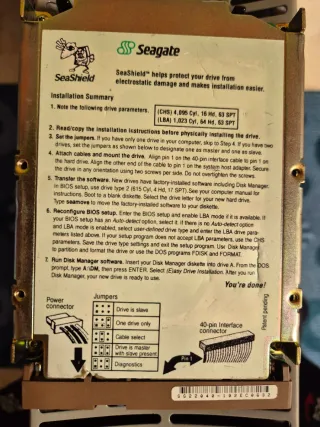 Seagate
SeaShield
SeaShield™ helps protect your drive from
electrostatic damage and makes installation easier.
Installation Summary
1. Note the following drive parameters.
(CHS) 4,095 Cyl, 16 Hd, 63 SPT
(LBA) 1,023 Cyl, 64 Hd, 63 SPT
2. Read/copy the installation instructions before physically installing the drive.
3. Set the jumpers. If you have only one drive in your computer, skip to Step 4. If you have two
drives, set the jumpers as shown below to designate one as master and one as slave.
4. Attach cables and mount the drive. Align pin 1 on the 40-pin interface cable to pin 1 on
the hard drive. Align the other end of the cable to pin 1 on the system host adapter. Secure
the drive in any orientation using two screws per side. Do not overtighten the screws.
5. Transfer the software. New drives have factory-installed software including Disk Manager.
In BIOS setup, use drive type 2 (615 Cyl, 4 Hd, 17 SPT). See your computer manual for
instructions. Boot to a blank diskette. Select the drive letter for your new hard drive.
Type seamove to move the factory-installed software to your diskette.
6. Reconfigure BIOS setup. Enter the BIOS setup and enable LBA mode if it is available. If
your BIOS setup has an Auto-detect option, select it. If there is no Auto-detect option
and LBA mode is enabled, select user-defined drive type and enter the LBA drive para-
meters listed above. If your setup program does not accept LBA parameters, use the CHS
parameters. Save the drive type settings and exit the setup program. Use Disk Manager
to partition and format the drive or use the DOS programs FDISK and FORMAT.
7. Run Disk Manager software. Insert your Disk Manager diskette into drive A. From the DOS
prompt, type A:\DM, then press ENTER. Select (E)asy Drive Installation. After you run
Disk Manager, your new drive is ready to use.
You're done!
Power
connector
Jumpers
Drive is slave
One drive only
Cable select
Drive is master
with slave present
Diagnostics
40-pin Interface
connector
Pin 1
Patent pending